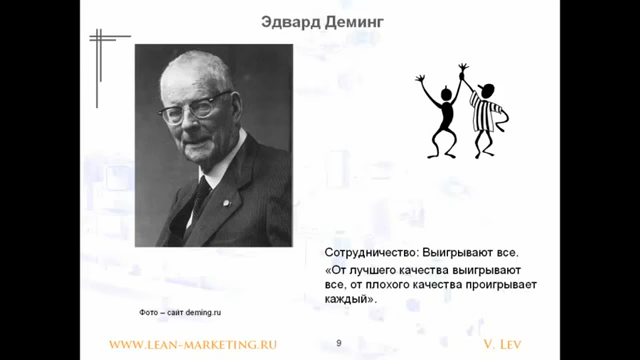 Эдвард Деминг
Сотрудничество: Выигрывают все.
«От лучшего качества выигрывают
все, от плохого качества проигрывает
каждый».
Фото – сайт deming.ru
WWW.LEAN-MARKETING.RU
9
V. LEV